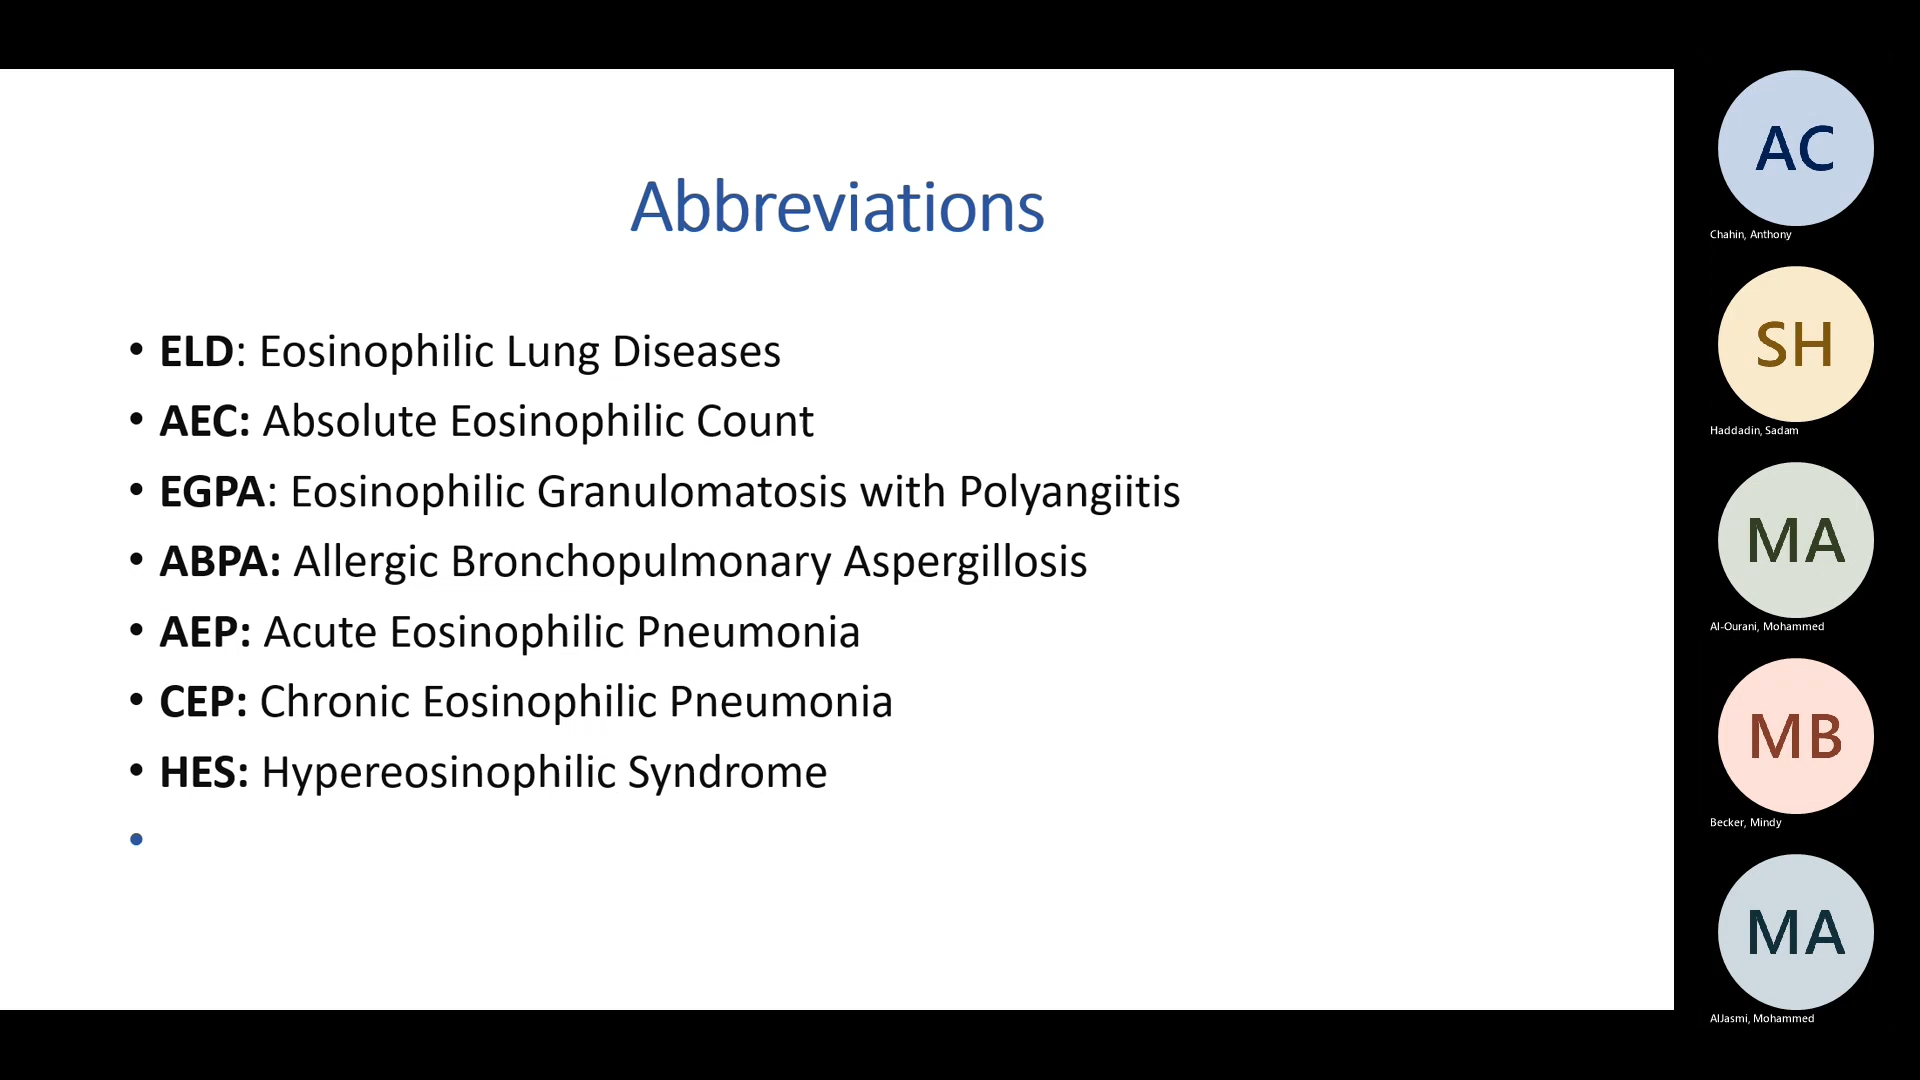 Abbreviations
• ELD: Eosinophilic Lung Diseases
• AEC: Absolute Eosinophilic Count
• EGPA: Eosinophilic Granulomatosis with Polyangiitis
• ABPA: Allergic Bronchopulmonary Aspergillosis
• AEP: Acute Eosinophilic Pneumonia
• CEP: Chronic Eosinophilic Pneumonia
• HES: Hypereosinophilic Syndrome
•
AC
Chahin, Anthony
SH
Haddadin, Sadam
MA
Al-Ourani, Mohammed
MB
Becker, Mindy
MA
AlJasmi, Mohammed